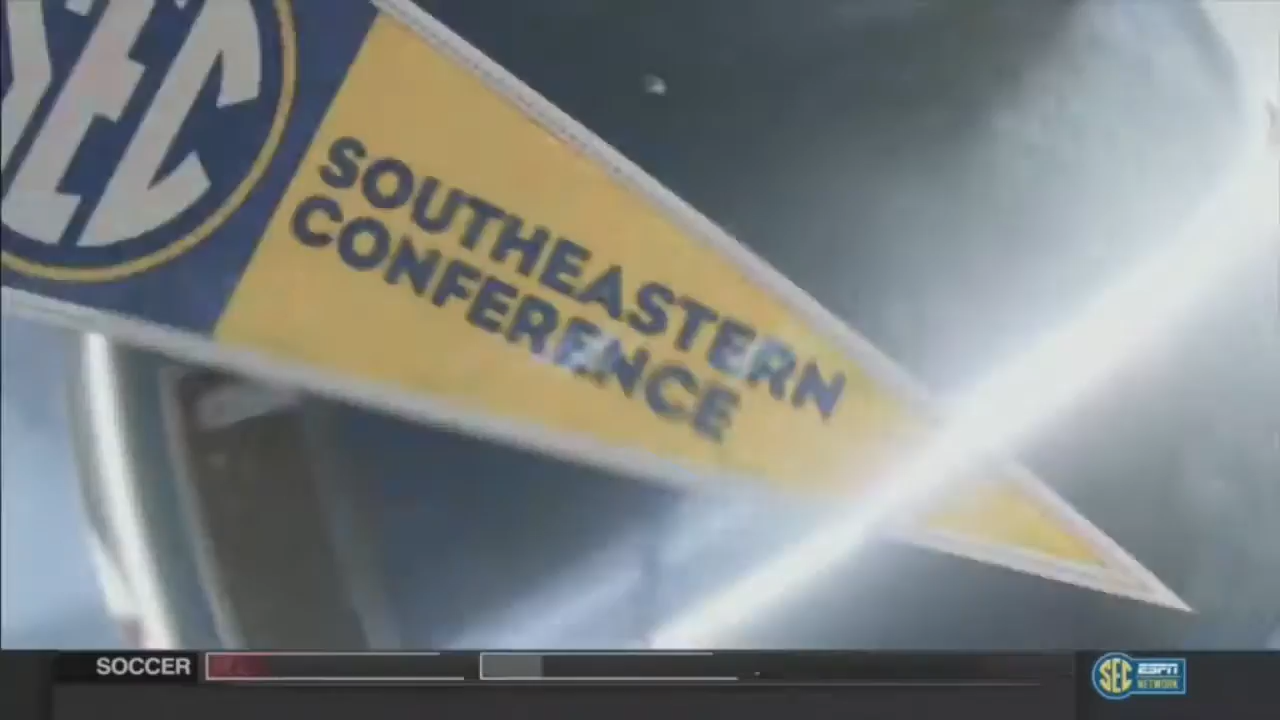 SEC
SOUTHEASTERN
CONFERENCE
SOCCER
SEC ESPN
NETWORK